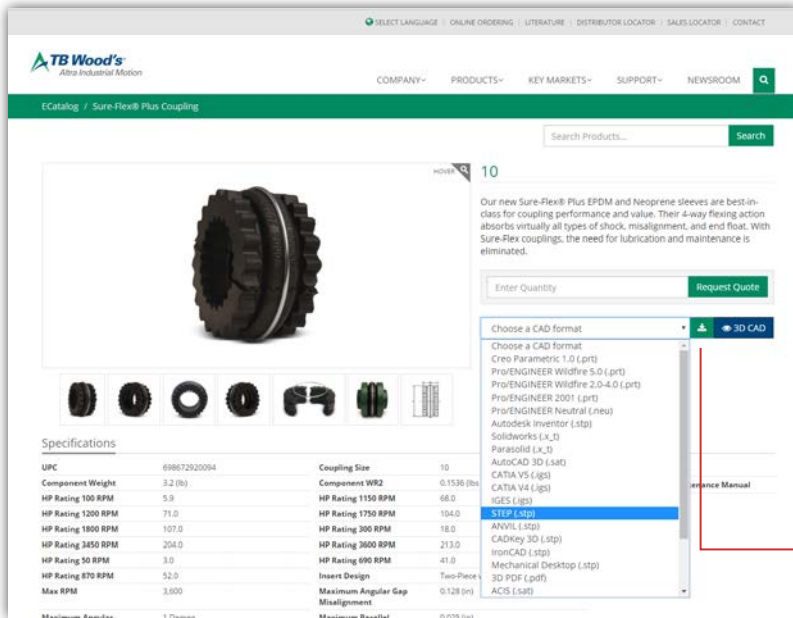 SELECT LANGUAGE | ONLINE ORDERING | LITERATURE | DISTRIBUTOR LOCATOR | SALES LOCATOR | CONTACT
TB Wood's
Altra Industrial Motion
COMPANY PRODUCTS KEY MARKETS SUPPORT NEWSROOM
ECatalog / Sure-Flex® Plus Coupling
Search Products... Search
HOVER
10
Our new Sure-Flex® Plus EPDM and Neoprene sleeves are best-in-
class for coupling performance and value. Their 4-way flexing action
absorbs virtually all types of shock, misalignment, and end float. With
Sure-Flex couplings, the need for lubrication and maintenance is
eliminated.
Enter Quantity Request Quote
Choose a CAD format 3D CAD
Choose a CAD format
Creo Parametric 1.0 (.prt)
Pro/ENGINEER Wildfire 5.0 (.prt)
Pro/ENGINEER Wildfire 2.0-4.0 (.prt)
Pro/ENGINEER 2001 (.prt)
Pro/ENGINEER Neutral (.neu)
Autodesk Inventor (.stp)
Solidworks (.x_t)
Parasolid (.x_t)
AutoCAD 3D (.sat)
CATIA V5 (.igs)
CATIA V4 (.igs)
IGES (.igs)
STEP (.stp)
ANVIL (.stp)
CADKey 3D (.stp)
IronCAD (.stp)
Mechanical Desktop (.stp)
3D PDF (.pdf)
ACIS (.sat)
Specifications
UPC 698672920094 Coupling Size 10
Component Weight 3.2 (lb) Component WR2 0.1536 (lbs
Manual
HP Rating 100 RPM 5.9 HP Rating 1150 RPM 68.0
HP Rating 1200 RPM 71.0 HP Rating 1750 RPM 104.0
HP Rating 1800 RPM 107.0 HP Rating 300 RPM 18.0
HP Rating 3450 RPM 204.0 HP Rating 3600 RPM 213.0
HP Rating 50 RPM 3.0 HP Rating 690 RPM 41.0
HP Rating 870 RPM 52.0 Insert Design Two-Piece
Max RPM 3,600 Maximum Angular Gap 0.128 (in)
Misalignment
Maximum Angular 1 Degree Maximum Parallel 0.025 (in)